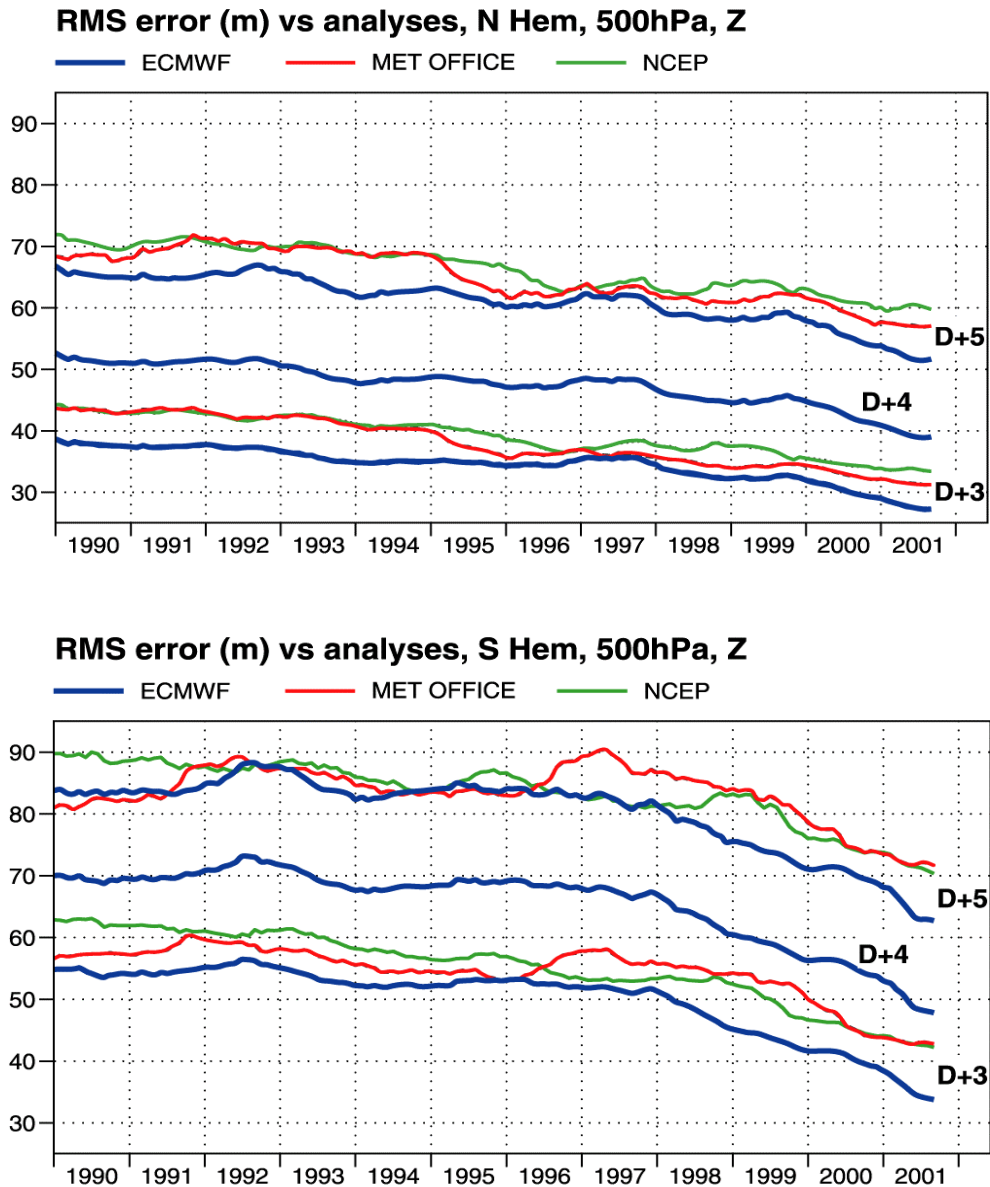 RMS error (m) vs analyses, N Hem, 500hPa, Z
ECMWF MET OFFICE NCEP
90
80
70
60
D+5
50
D+4
40
30
D+3
1990 1991 1992 1993 1994 1995 1996 1997 1998 1999 2000 2001
RMS error (m) vs analyses, S Hem, 500hPa, Z
ECMWF MET OFFICE NCEP
90
80
70
D+5
60
D+4
50
40
D+3
30
1990 1991 1992 1993 1994 1995 1996 1997 1998 1999 2000 2001